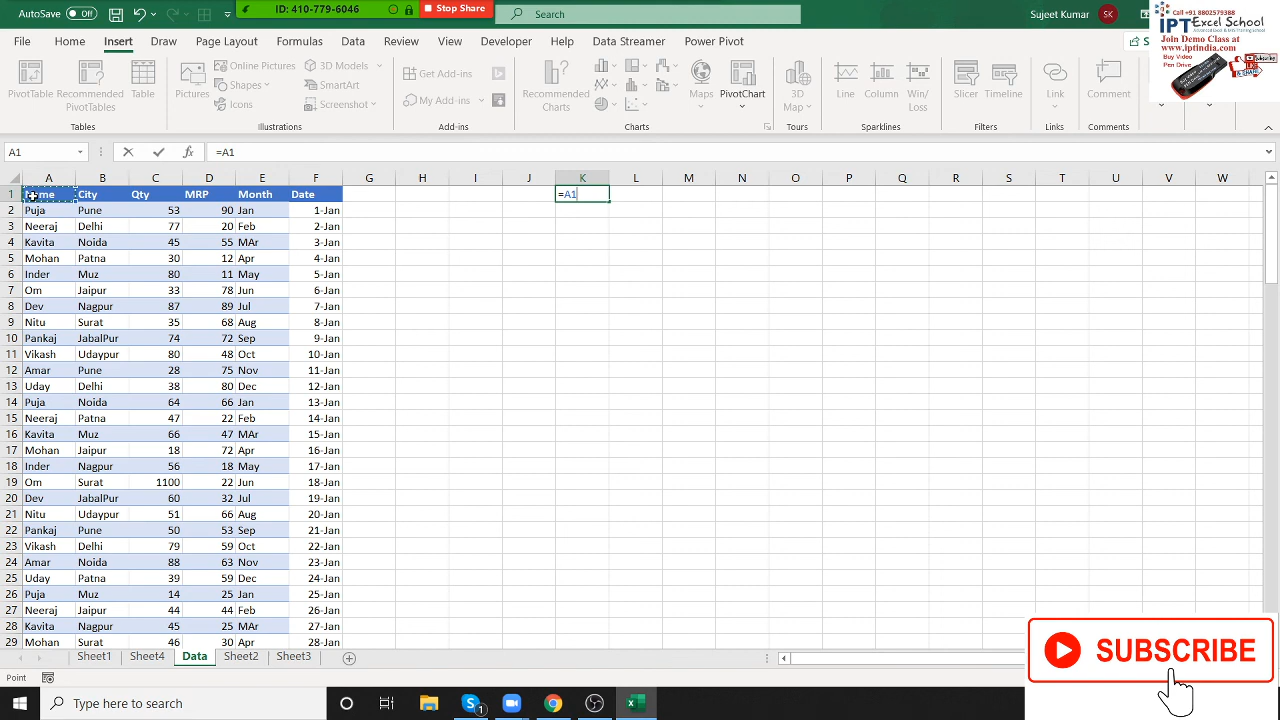 AutoSave Off
ID: 410-779-6046
Stop Share
Search
Sujeet Kumar SK
File Home Insert Draw Page Layout Formulas Data Review View Developer Help Data Streamer Power Pivot
PivotTable Recommended PivotTables Table Pictures Online Pictures Shapes Icons 3D Models SmartArt Screenshot Get Add-ins My Add-ins Recommended Charts Maps PivotChart 3D Map Line Column Win/Loss Slicer Timeline Link Comment
Tables Illustrations Add-ins Charts Tours Sparklines Filters Links Comments
Call +91 8802579388
IPT Excel School
Advanced Excel & MIS Training School
Join Demo Class at
www.iptindia.com
Buy Video
Pen Drive
A1 =A1
A B C D E F G H I J K L M N O P Q R S T U V W
1 City Qty MRP Month Date =A1
2 Puja Pune 53 90 Jan 1-Jan
3 Neeraj Delhi 77 20 Feb 2-Jan
4 Kavita Noida 45 55 MAr 3-Jan
5 Mohan Patna 30 12 Apr 4-Jan
6 Inder Muz 80 11 May 5-Jan
7 Om Jaipur 33 78 Jun 6-Jan
8 Dev Nagpur 87 89 Jul 7-Jan
9 Nitu Surat 35 68 Aug 8-Jan
10 Pankaj JabalPur 74 72 Sep 9-Jan
11 Vikash Udaypur 80 48 Oct 10-Jan
12 Amar Pune 28 75 Nov 11-Jan
13 Uday Delhi 38 80 Dec 12-Jan
14 Puja Noida 64 66 Jan 13-Jan
15 Neeraj Patna 47 22 Feb 14-Jan
16 Kavita Muz 66 47 MAr 15-Jan
17 Mohan Jaipur 18 72 Apr 16-Jan
18 Inder Nagpur 56 18 May 17-Jan
19 Om Surat 1100 22 Jun 18-Jan
20 Dev JabalPur 60 32 Jul 19-Jan
21 Nitu Udaypur 51 66 Aug 20-Jan
22 Pankaj Pune 50 53 Sep 21-Jan
23 Vikash Delhi 79 59 Oct 22-Jan
24 Amar Noida 88 63 Nov 23-Jan
25 Uday Patna 39 59 Dec 24-Jan
26 Puja Muz 14 25 Jan 25-Jan
27 Neeraj Jaipur 44 44 Feb 26-Jan
28 Kavita Nagpur 45 25 MAr 27-Jan
29 Mohan Surat 46 30 Apr 28-Jan
SUBSCRIBE
Sheet1 Sheet4 Data Sheet2 Sheet3
Point
Type here to search